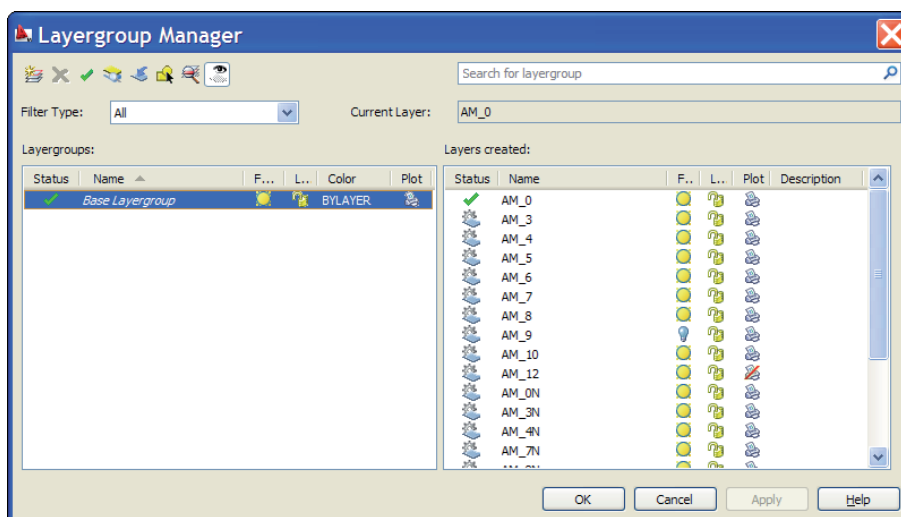 Layergroup Manager
Search for layergroup
Filter Type: All Current Layer: AM_0
Layergroups: Layers created:
Status Name F... L... Color Plot Status Name F.. L... Plot Description
Base Layergroup BYLAYER AM_0
AM_3
AM_4
AM_5
AM_6
AM_7
AM_8
AM_9
AM_10
AM_12
AM_0N
AM_3N
AM_4N
AM_7N
OK Cancel Apply Help